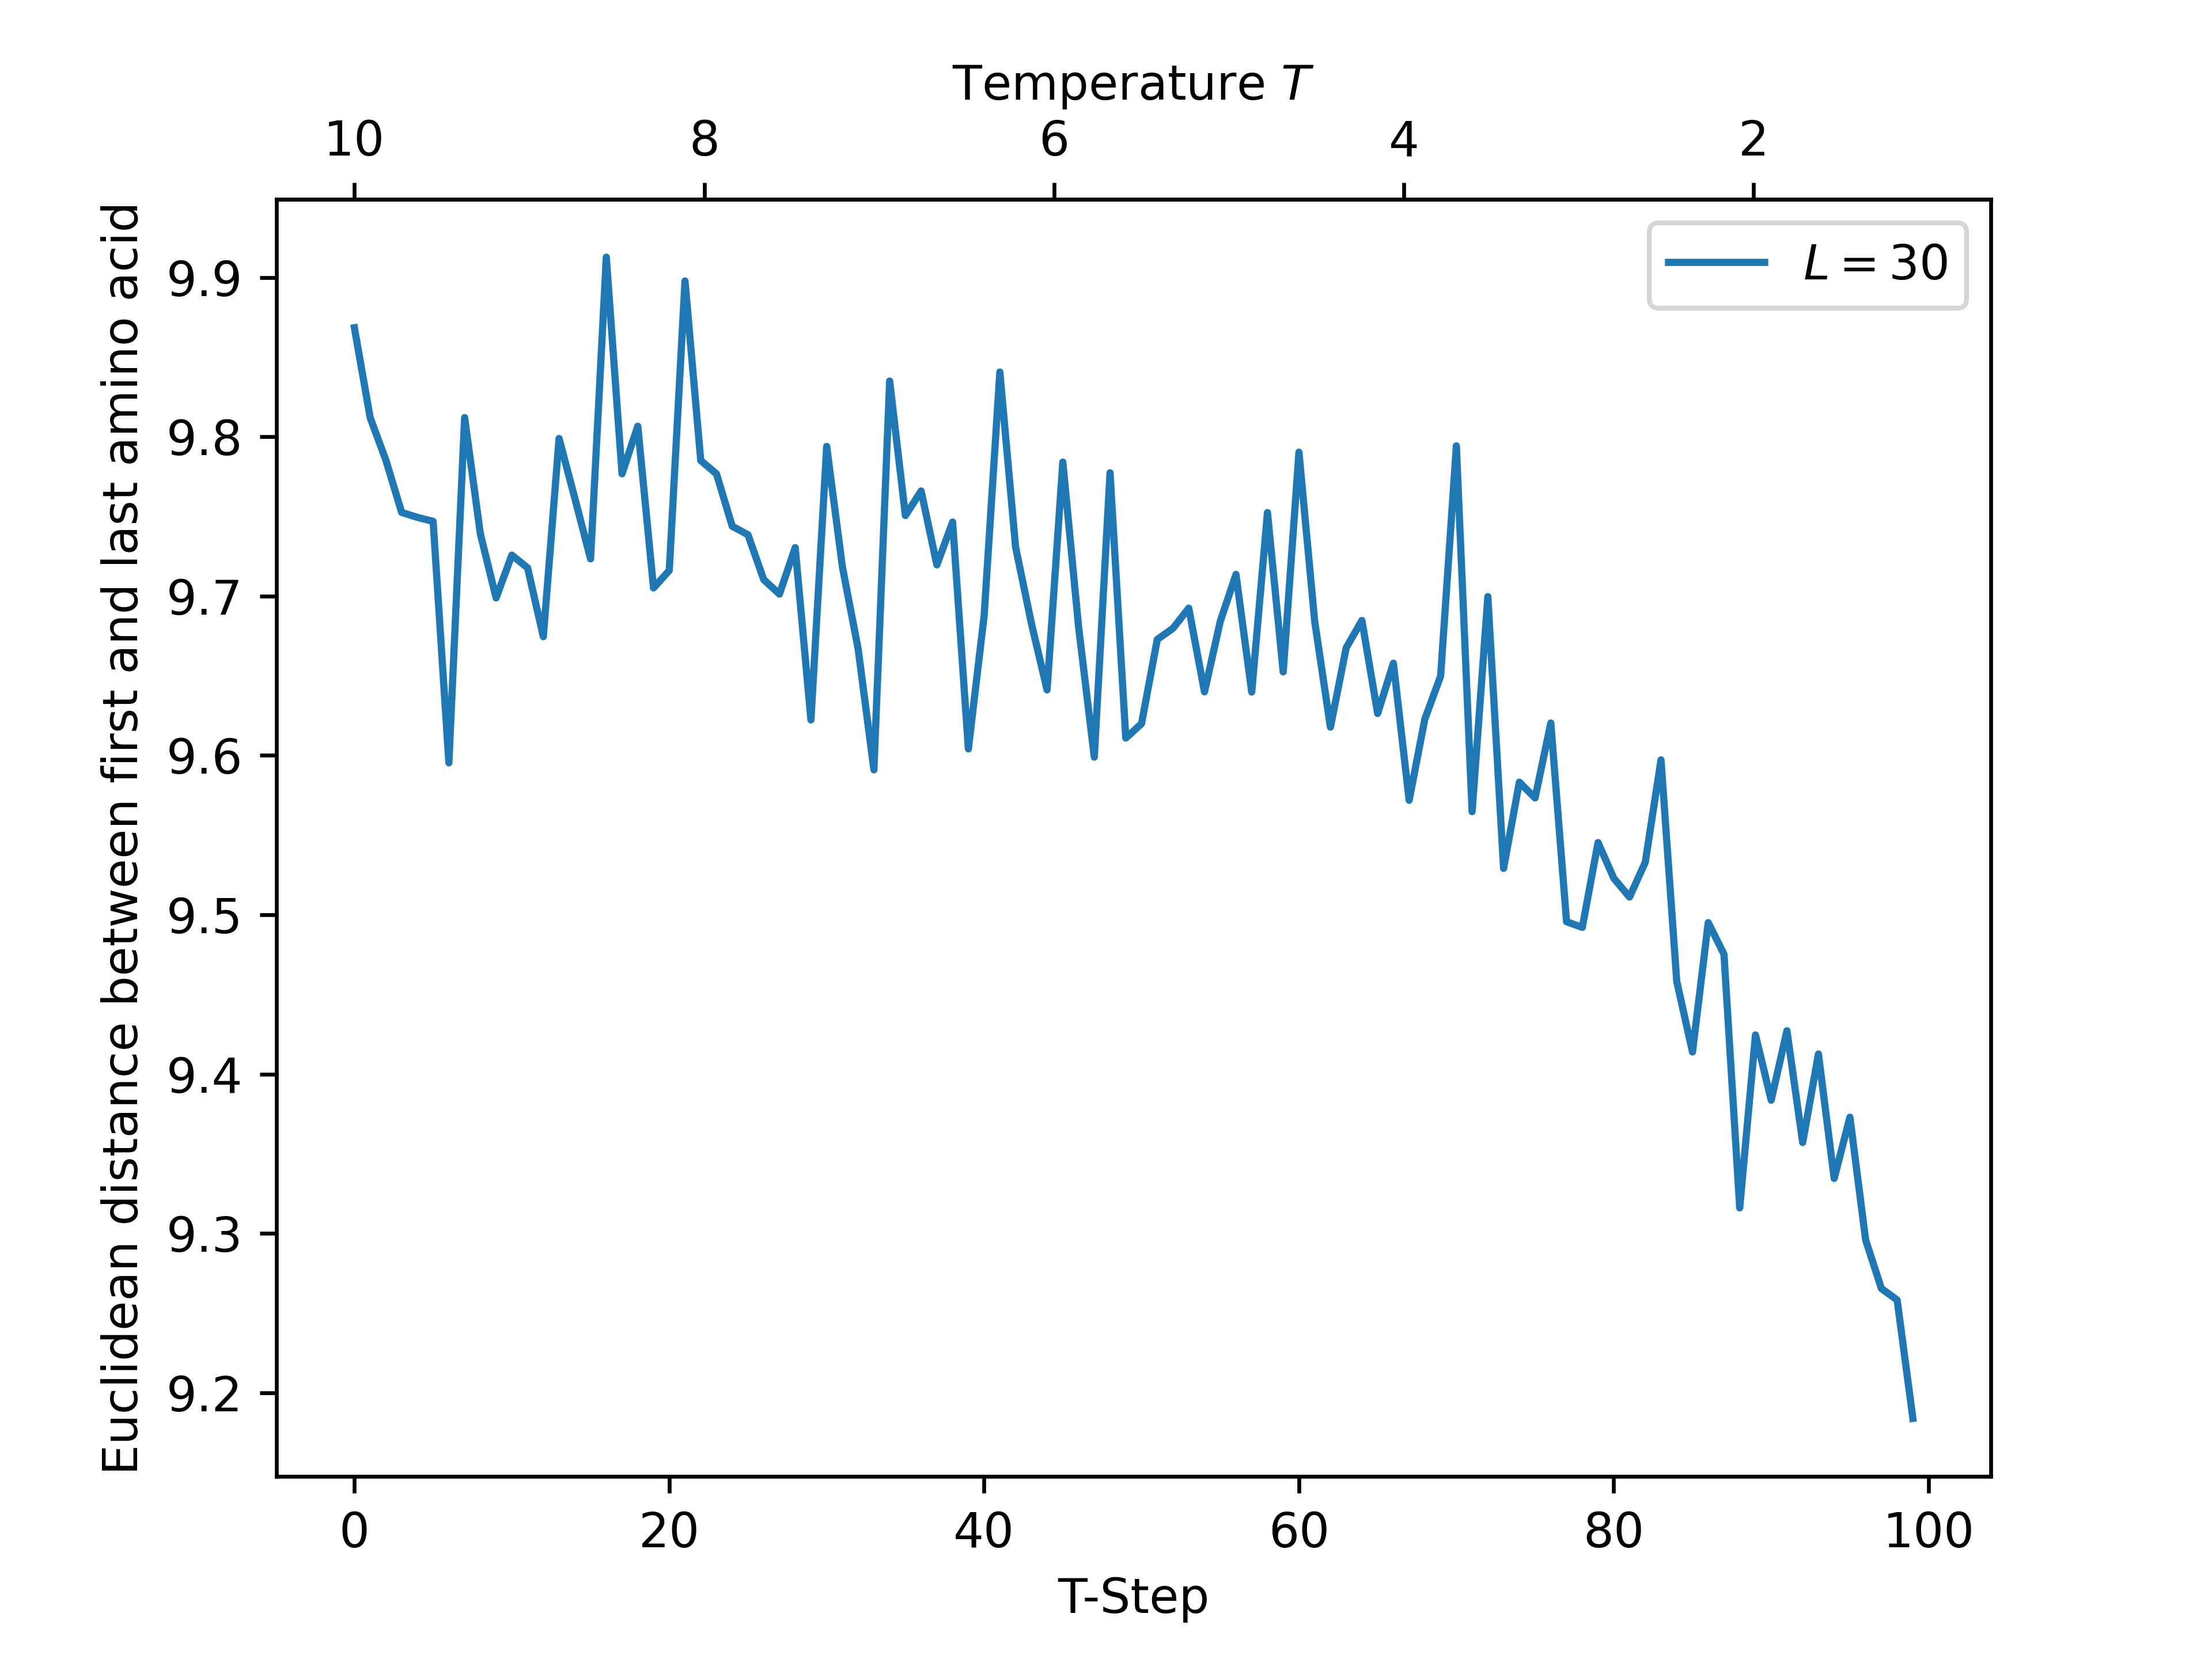 Temperature T
10 8 6 4 2
L = 30
Euclidean distance between first and last amino acid
9.9
9.8
9.7
9.6
9.5
9.4
9.3
9.2
0 20 40 60 80 100
T-Step